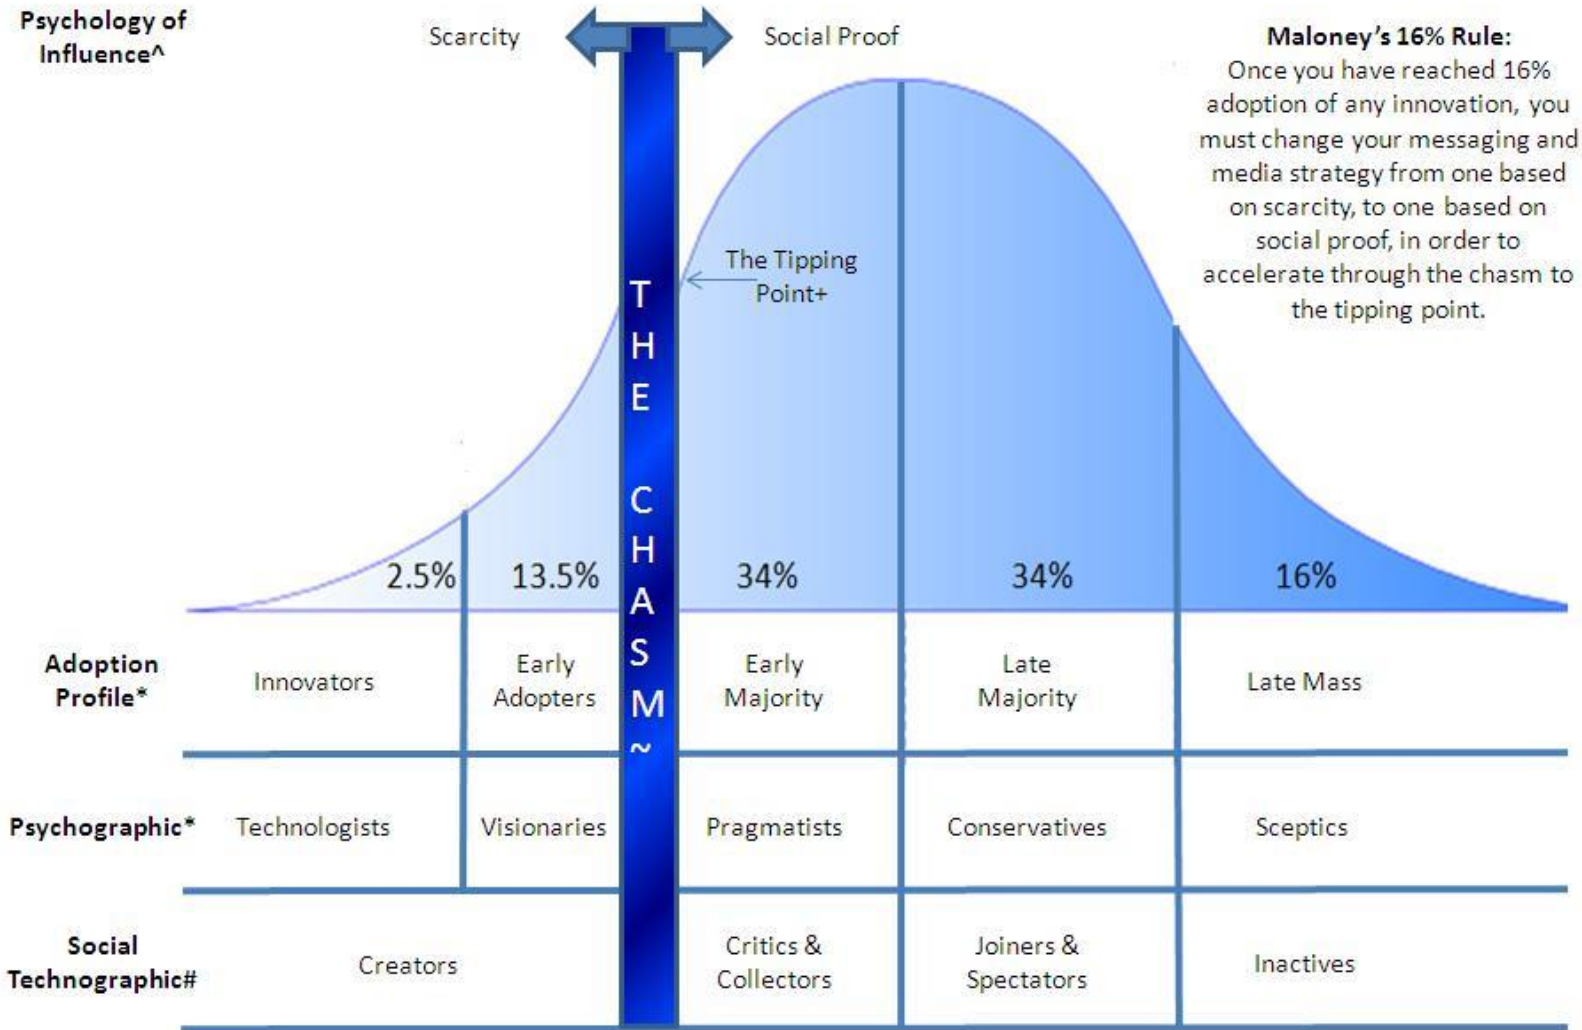 Psychology of
Influence^
Scarcity
Social Proof
Maloney's 16% Rule:
Once you have reached 16%
adoption of any innovation, you
must change your messaging and
media strategy from one based
on scarcity, to one based on
social proof, in order to
accelerate through the chasm to
the tipping point.
The Tipping
Point+
THE CHASM~
2.5%
13.5%
34%
34%
16%
Adoption
Profile*
Innovators
Early
Adopters
Early
Majority
Late
Majority
Late Mass
Psychographic*
Technologists
Visionaries
Pragmatists
Conservatives
Sceptics
Social
Technographic#
Creators
Critics &
Collectors
Joiners &
Spectators
Inactives